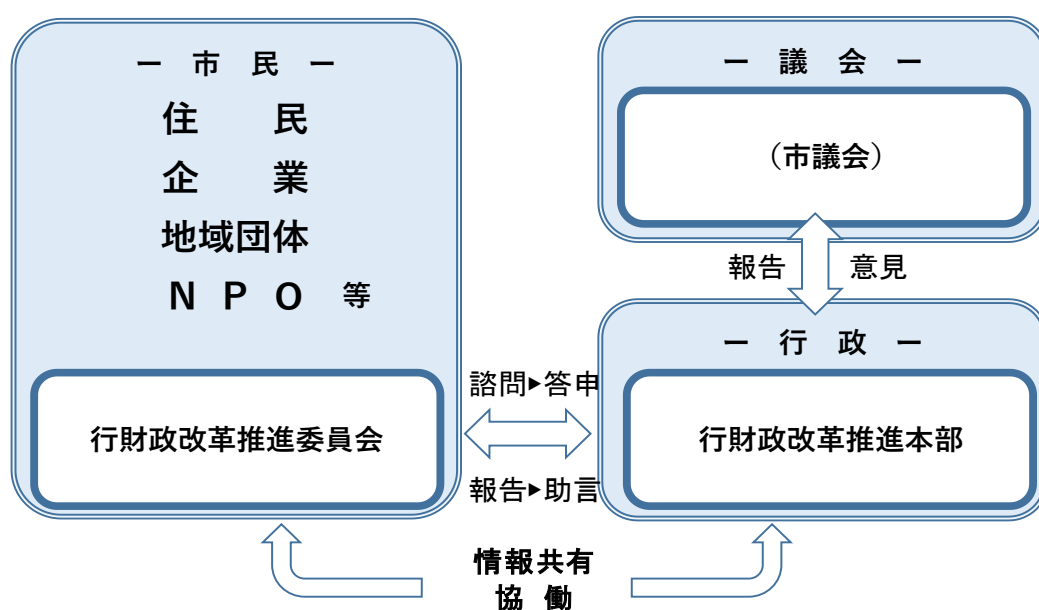 ー 市 民 ー
住 民
企 業
地域団体
N P O 等
行財政改革推進委員会
ー 議 会 ー
（市議会）
報告 意見
ー 行 政 ー
行財政改革推進本部
諮問▶答申
報告▶助言
情報共有
協 働